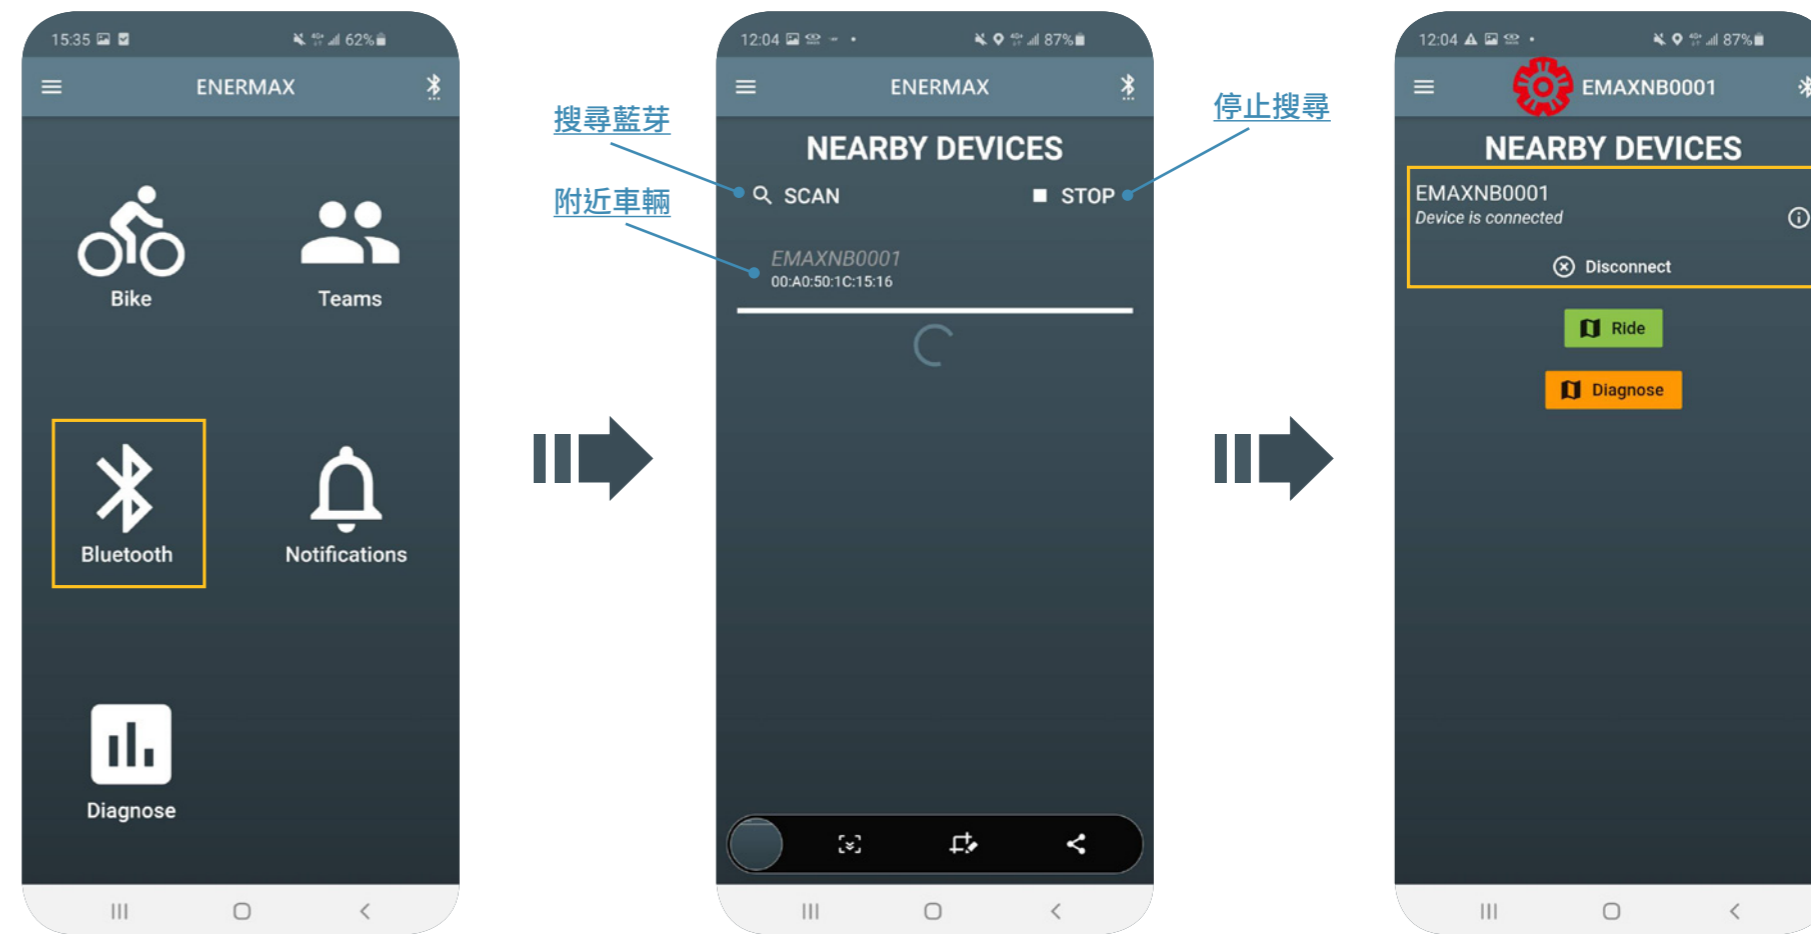 15:35
62%
ENERMAX
Bike
Teams
Bluetooth
Notifications
Diagnose
搜尋藍芽
附近車輛
12:04
87%
ENERMAX
NEARBY DEVICES
SCAN
STOP
EMAXNB0001
00:A0:50:1C:15:16
停止搜尋
12:04
87%
EMAXNB0001
NEARBY DEVICES
EMAXNB0001
Device is connected
Disconnect
Ride
Diagnose